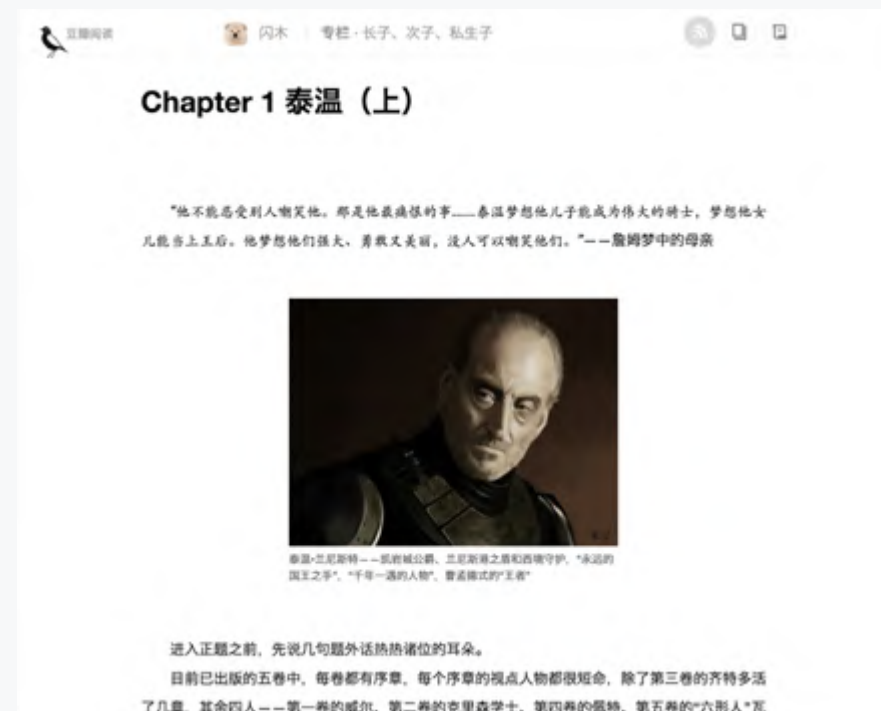 豆瓣阅读
闪木
专栏·长子、次子、私生子
Chapter 1 泰温（上）
“他不能忍受别人嘲笑他。那是他最痛恨的事……泰温梦想他儿子能成为伟大的骑士，梦想他女
儿能当上王后。他梦想他们强大、勇敢又美丽，没人可以嘲笑他们。”——詹姆梦中的母亲
泰温•兰尼斯特——凯岩城公爵、兰尼斯港之盾和西境守护，“永远的
国王之手”，“千年一遇的人物”，曹孟德式的“王者”
进入正题之前，先说几句题外话热热诸位的耳朵。
目前已出版的五卷中，每卷都有序章，每个序章的视点人物都很短命，除了第三卷的齐特多活
了几章，其余四人——第一卷的威尔、第二卷的克里森学士、第四卷的佩特、第五卷的“六形人”瓦